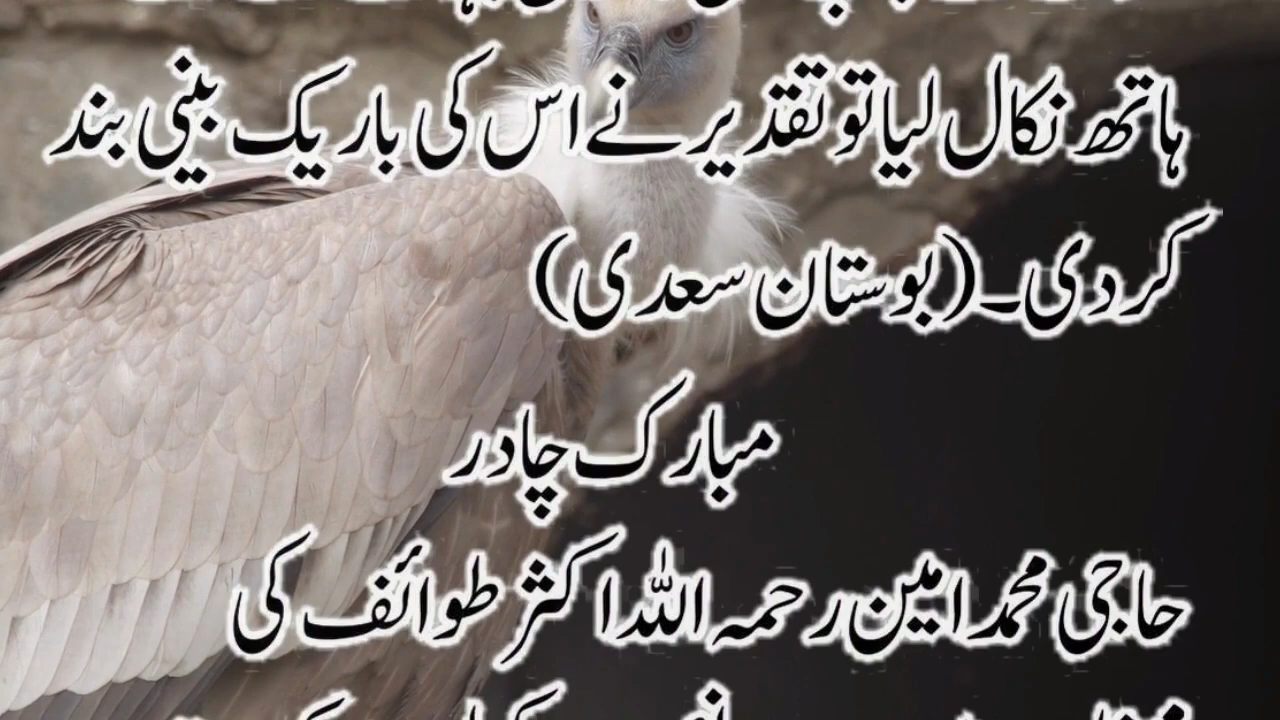 ہاتھ نکال لیا تو تقدیر نے اس کی باریک بینی بند
کر دی۔ (بوستان سعدی)
مبارک چادر
حاجی محمد امین رحمہ اللہ اکثر طوائف کی